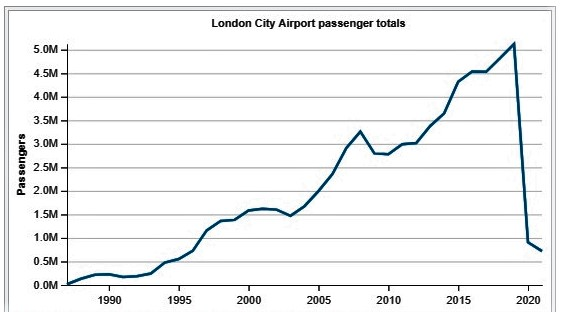 London City Airport passenger totals
Passengers
5.0M
4.5M
4.0M
3.5M
3.0M
2.5M
2.0M
1.5M
1.0M
0.5M
0.0M
1990 1995 2000 2005 2010 2015 2020